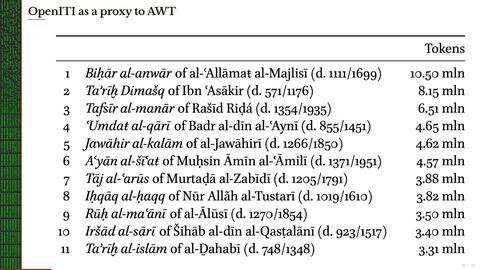 OpenITI as a proxy to AWT
Tokens
1 Biḥār al-anwār of al-ʿAllāmaŧ al-Majlisī (d. 1111/1699) 10.50 mln
2 Taʾrīḫ Dimašq of Ibn ʿAsākir (d. 571/1176) 8.15 mln
3 Tafsīr al-manār of Rašīd Riḍá (d. 1354/1935) 6.51 mln
4 ʿUmdaŧ al-qārī of Badr al-dīn al-ʿAynī (d. 855/1451) 4.65 mln
5 Jawāhir al-kalām of al-Jawāhirī (d. 1266/1850) 4.62 mln
6 Aʿyān al-šīʿaŧ of Muḥsin Āmīn al-ʿĀmilī (d. 1371/1951) 4.57 mln
7 Tāj al-ʿarūs of Murtaḍá al-Zabīdī (d. 1205/1791) 3.88 mln
8 Iḥqāq al-ḥaqq of Nūr Allãh al-Tustarī (d. 1019/1610) 3.82 mln
9 Rūḥ al-maʿānī of al-Ālūsī (d. 1270/1854) 3.50 mln
10 Iršād al-sārī of Šihāb al-dīn al-Qasṭalānī (d. 923/1517) 3.40 mln
11 Taʾrīḫ al-islām of al-Ḏahabī (d. 748/1348) 3.31 mln